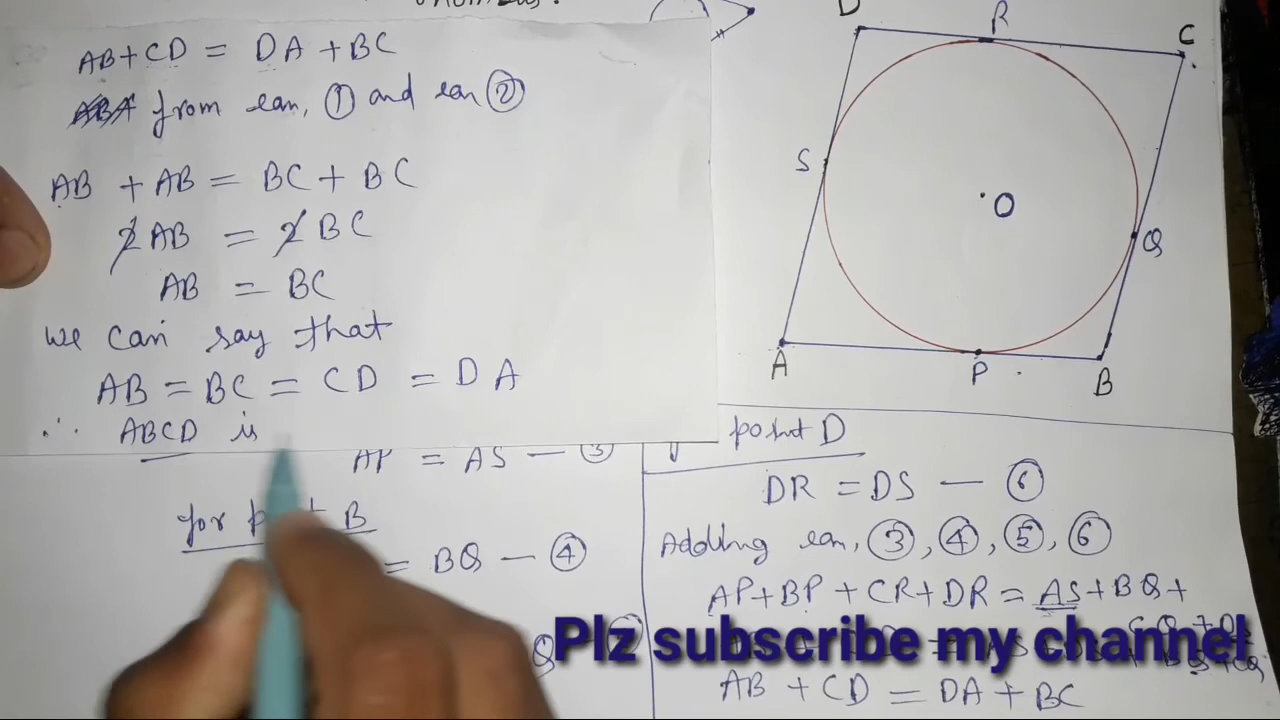 AB+CD = DA+BC
from eqn, ① and eqn ②
AB + AB = BC + BC
2AB = 2BC
AB = BC
We can say that
AB = BC = CD = DA
∴ ABCD is
AP = AS — ③
for B
= BQ — ④
D
R
C
S
O
Q
A
P
B
point D
DR = DS — ⑥
Adding eqn, ③, ④, ⑤, ⑥
AP+BP+CR+DR = AS+BQ+
Plz subscribe my channel
AB + CD = DA + BC